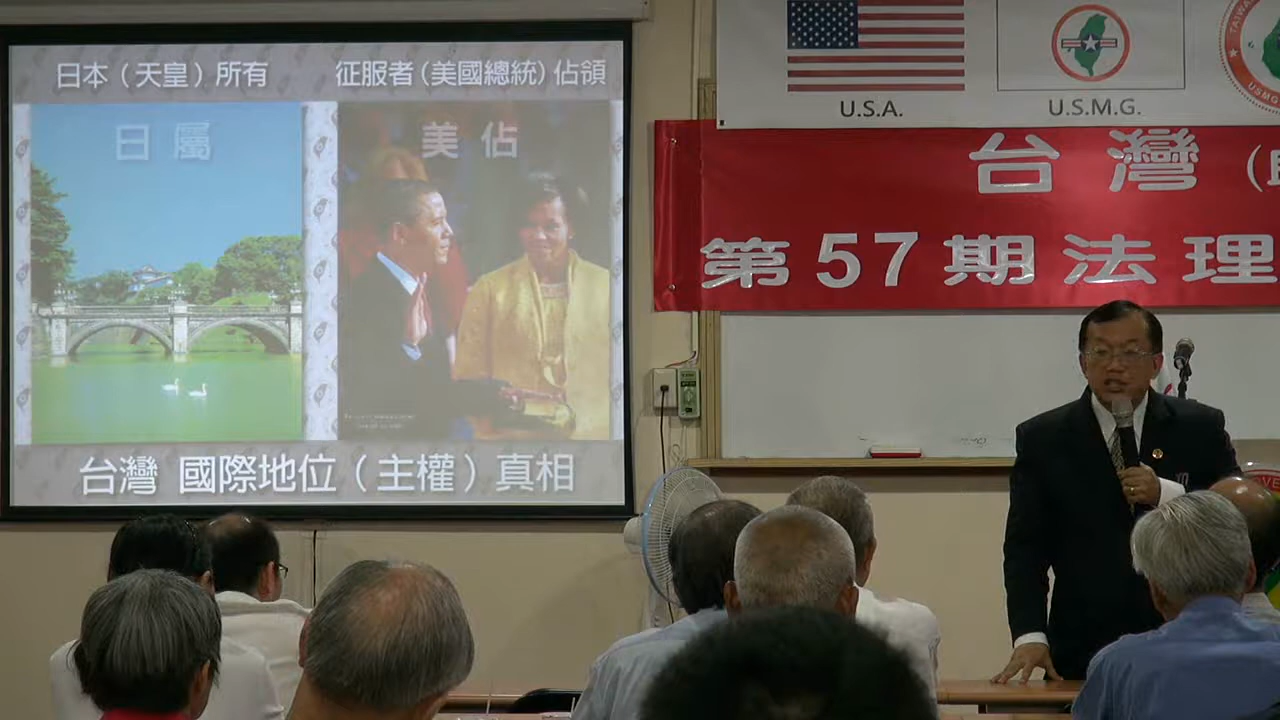 日本（天皇）所有
征服者（美國總統）佔領
日屬
美佔
台灣 國際地位（主權）真相
U.S.A.
U.S.M.G.
台灣（
第57期法理